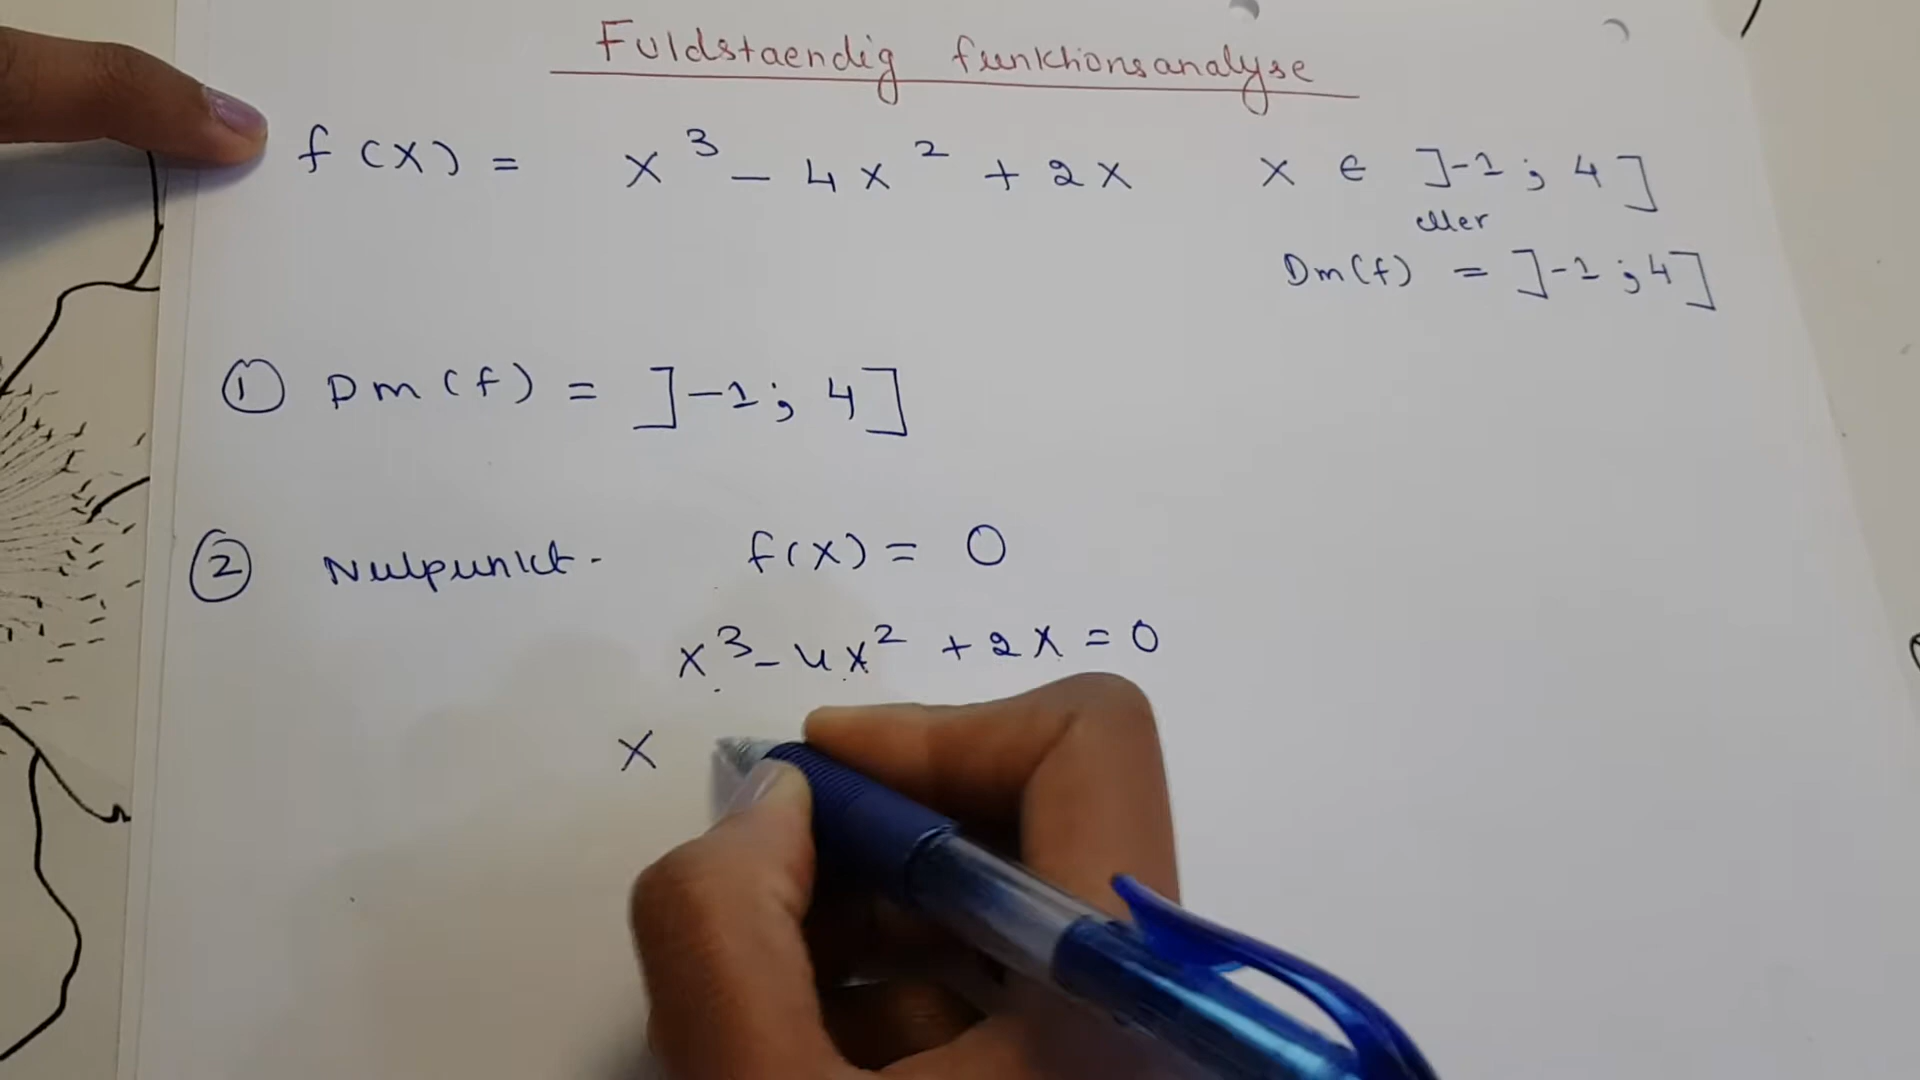 Fuldstaendig funktionsanalyse
f(x) = x³ - 4x² + 2x x ∈ ]-1 ; 4]
eller
Dm(f) = ]-1 ; 4]
① Dm(f) = ]-1 ; 4]
② Nulpunkt - f(x) = 0
x³ - 4x² + 2x = 0
x